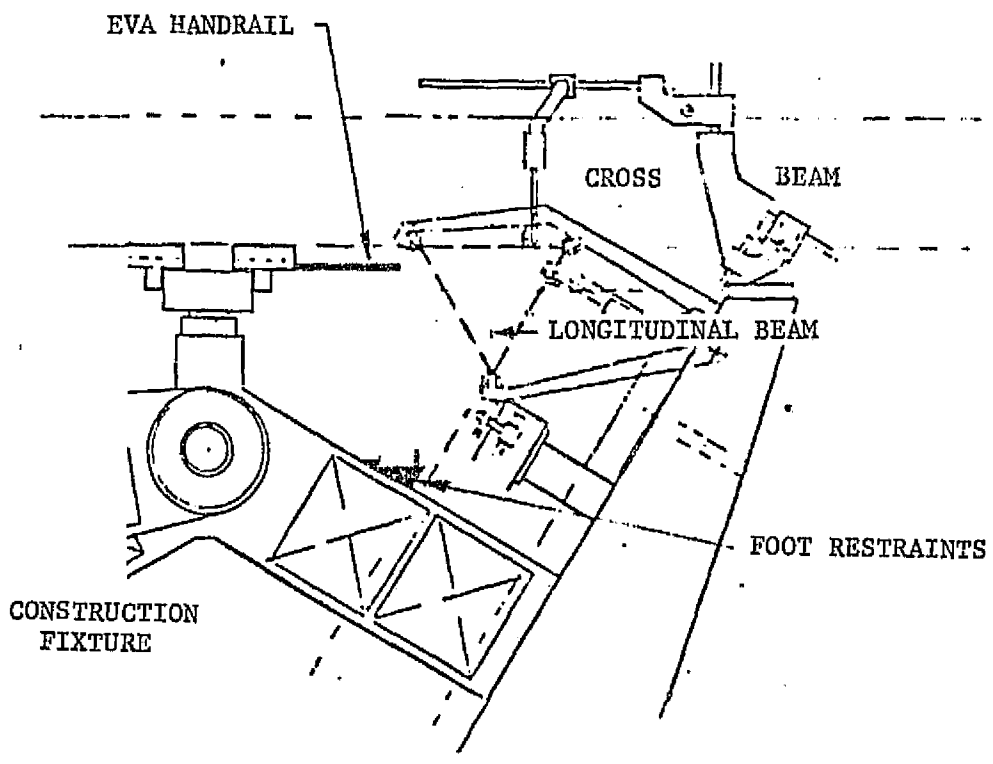 EVA HANDRAIL
CROSS BEAM
LONGITUDINAL BEAM
FOOT RESTRAINTS
CONSTRUCTION
FIXTURE